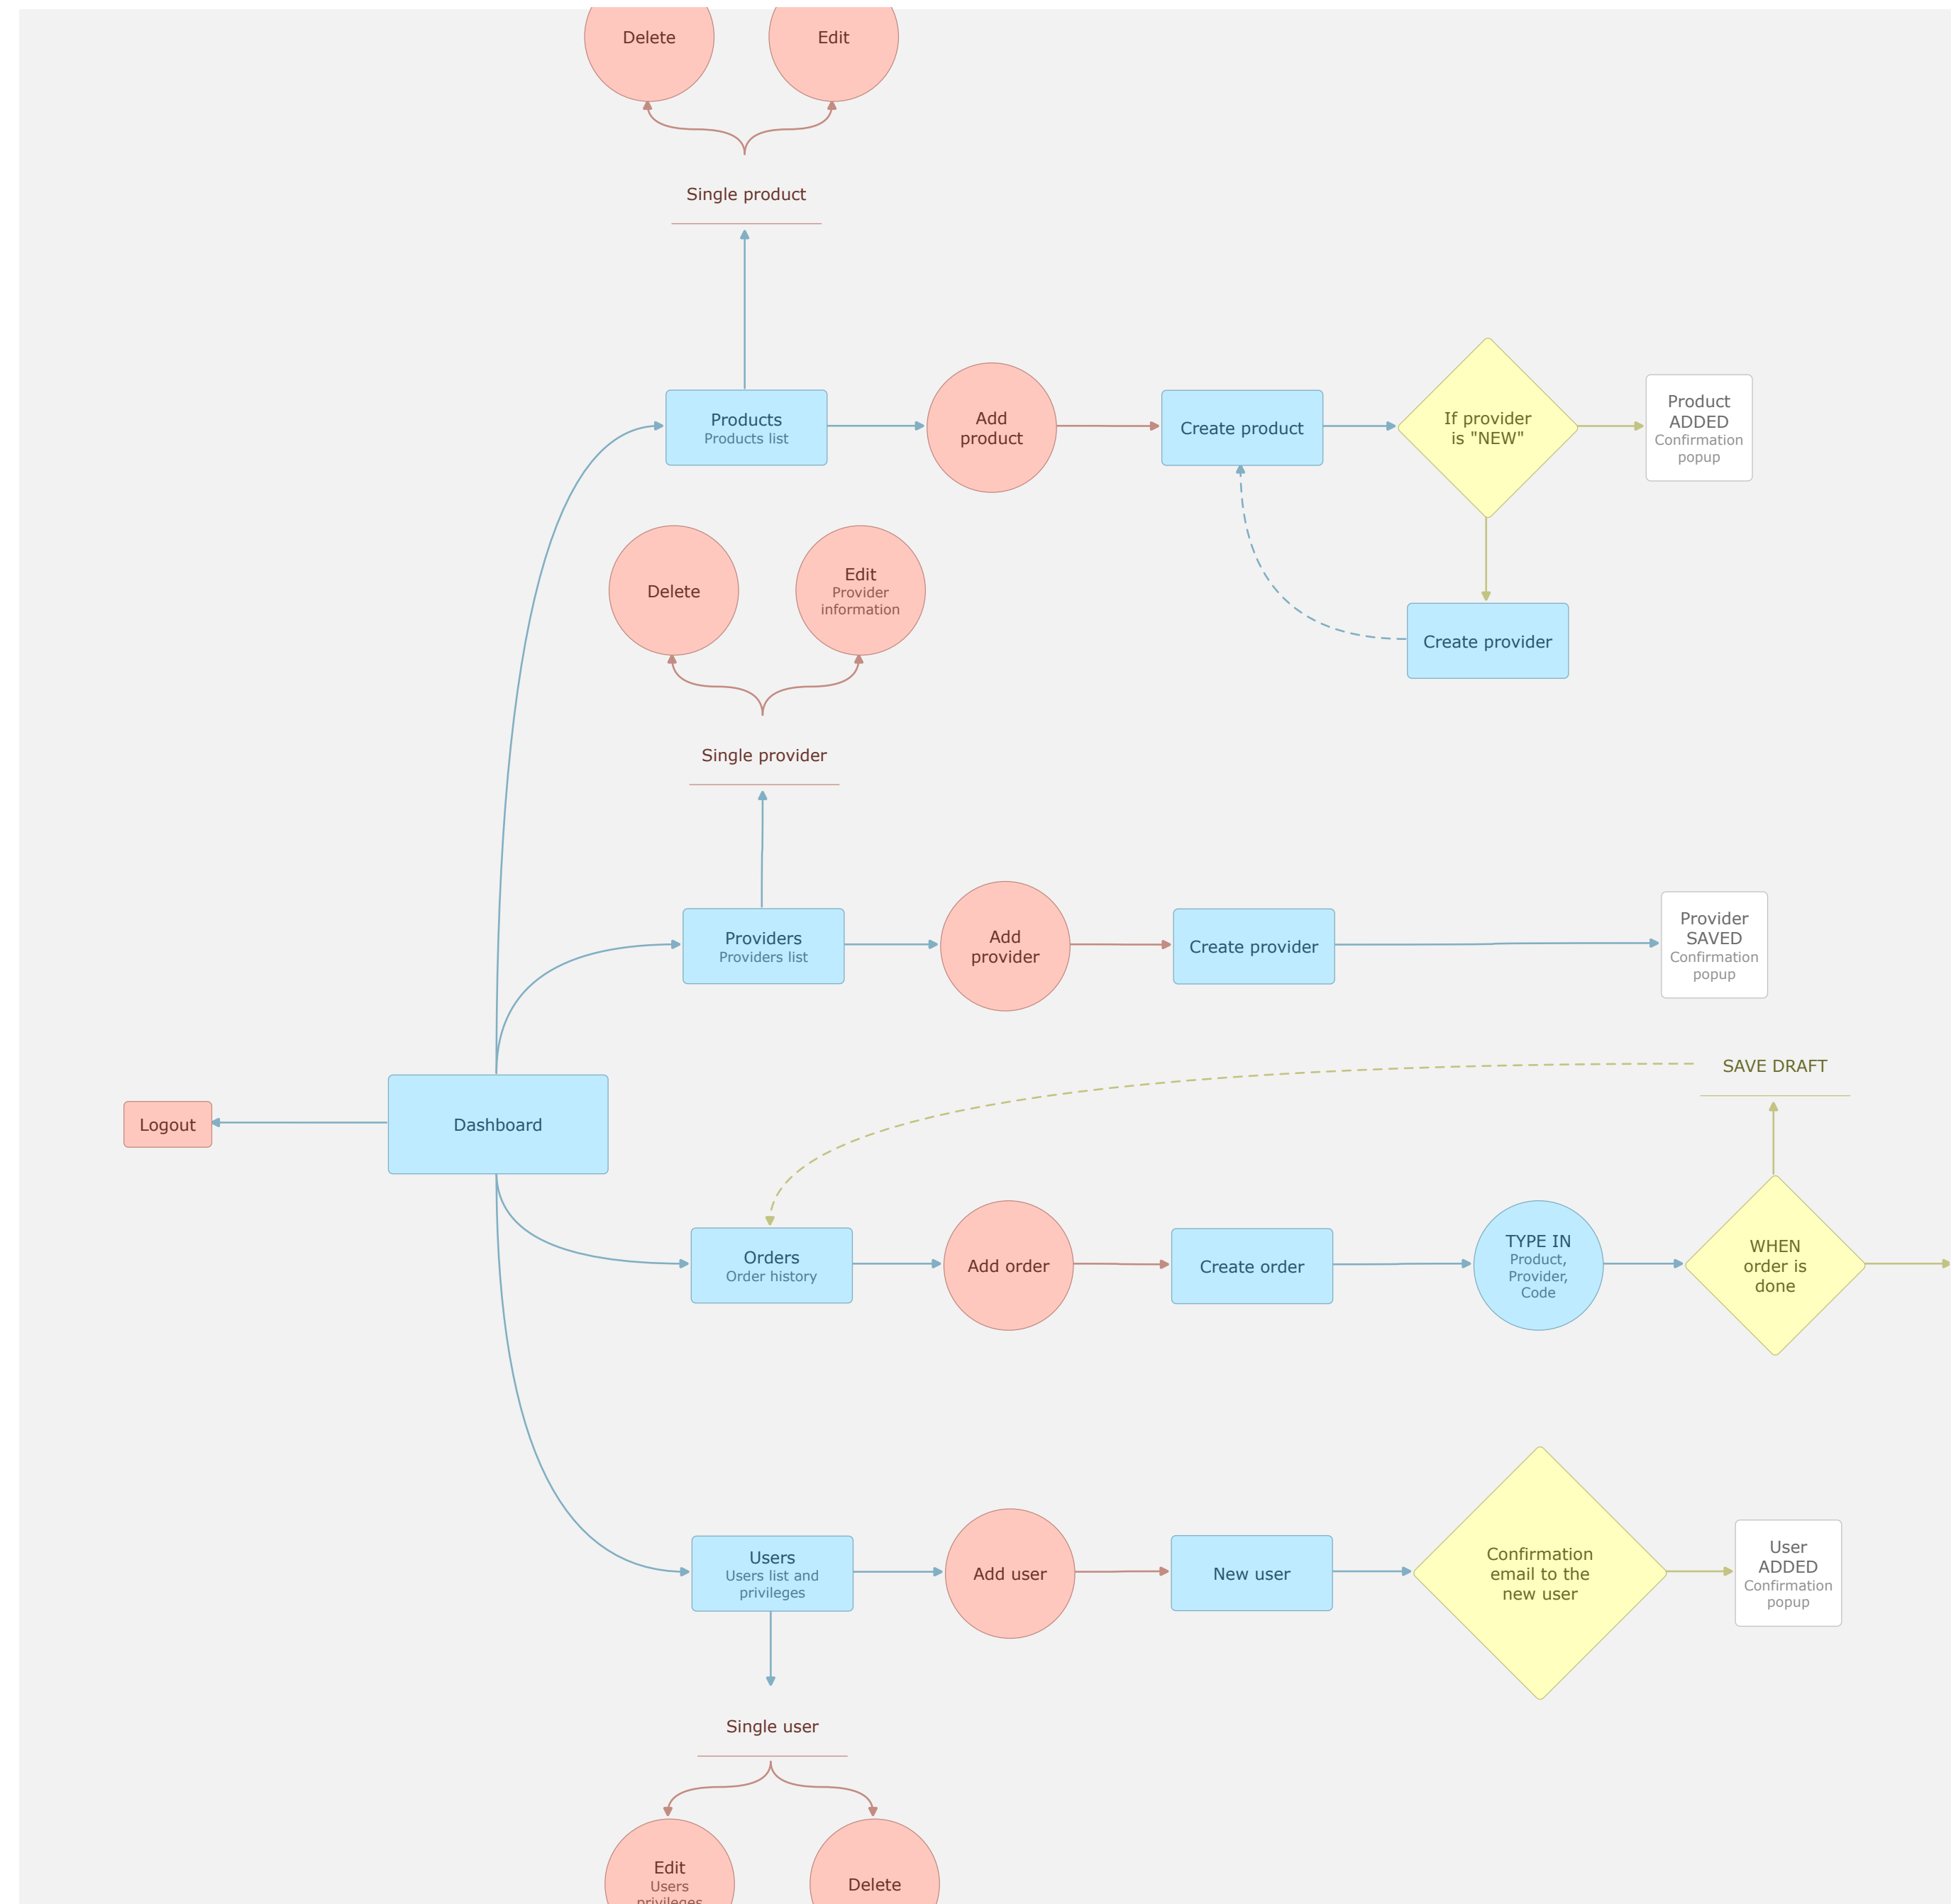 Delete
Edit
Single product
Products
Products list
Add
product
Create product
If provider
is "NEW"
Product
ADDED
Confirmation
popup
Delete
Edit
Provider
information
Create provider
Single provider
Providers
Providers list
Add
provider
Create provider
Provider
SAVED
Confirmation
popup
SAVE DRAFT
Logout
Dashboard
Orders
Order history
Add order
Create order
TYPE IN
Product,
Provider,
Code
WHEN
order is
done
Users
Users list and
privileges
Add user
New user
Confirmation
email to the
new user
User
ADDED
Confirmation
popup
Single user
Edit
Users
privileges
Delete